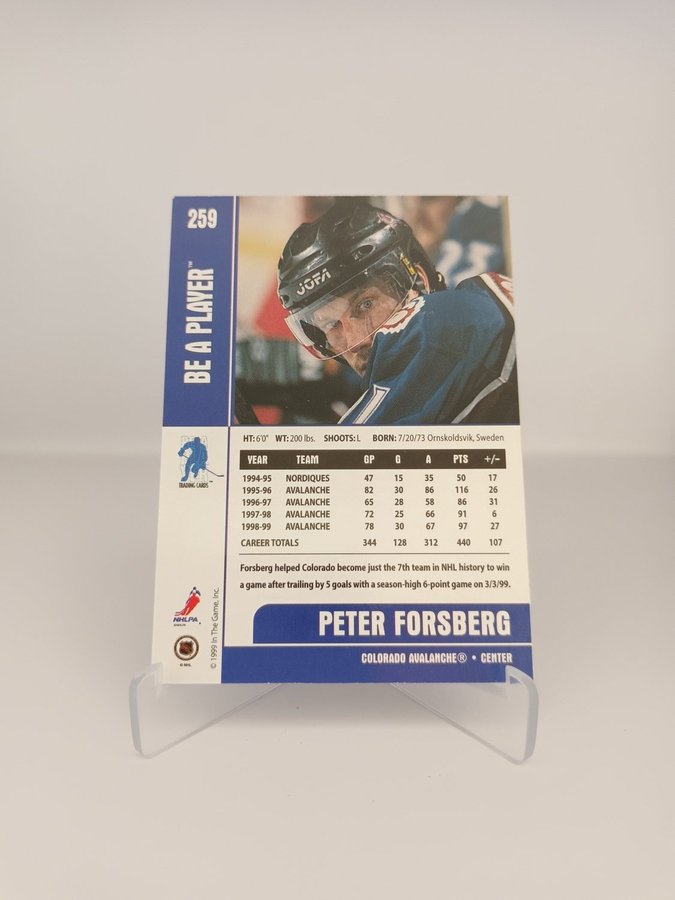 259
BE A PLAYER™
JOFA
HT: 6'0" WT: 200 lbs. SHOOTS: L BORN: 7/20/73 Ornskoldsvik, Sweden
YEAR TEAM GP G A PTS +/–
1994-95 NORDIQUES 47 15 35 50 17
1995-96 AVALANCHE 82 30 86 116 26
1996-97 AVALANCHE 65 28 58 86 31
1997-98 AVALANCHE 72 25 66 91 6
1998-99 AVALANCHE 78 30 67 97 27
CAREER TOTALS 344 128 312 440 107
Forsberg helped Colorado become just the 7th team in NHL history to win
a game after trailing by 5 goals with a season-high 6-point game on 3/3/99.
PETER FORSBERG
COLORADO AVALANCHE® • CENTER
TRADING CARDS
NHLPA
© NHL
© 1999 In The Game, Inc.